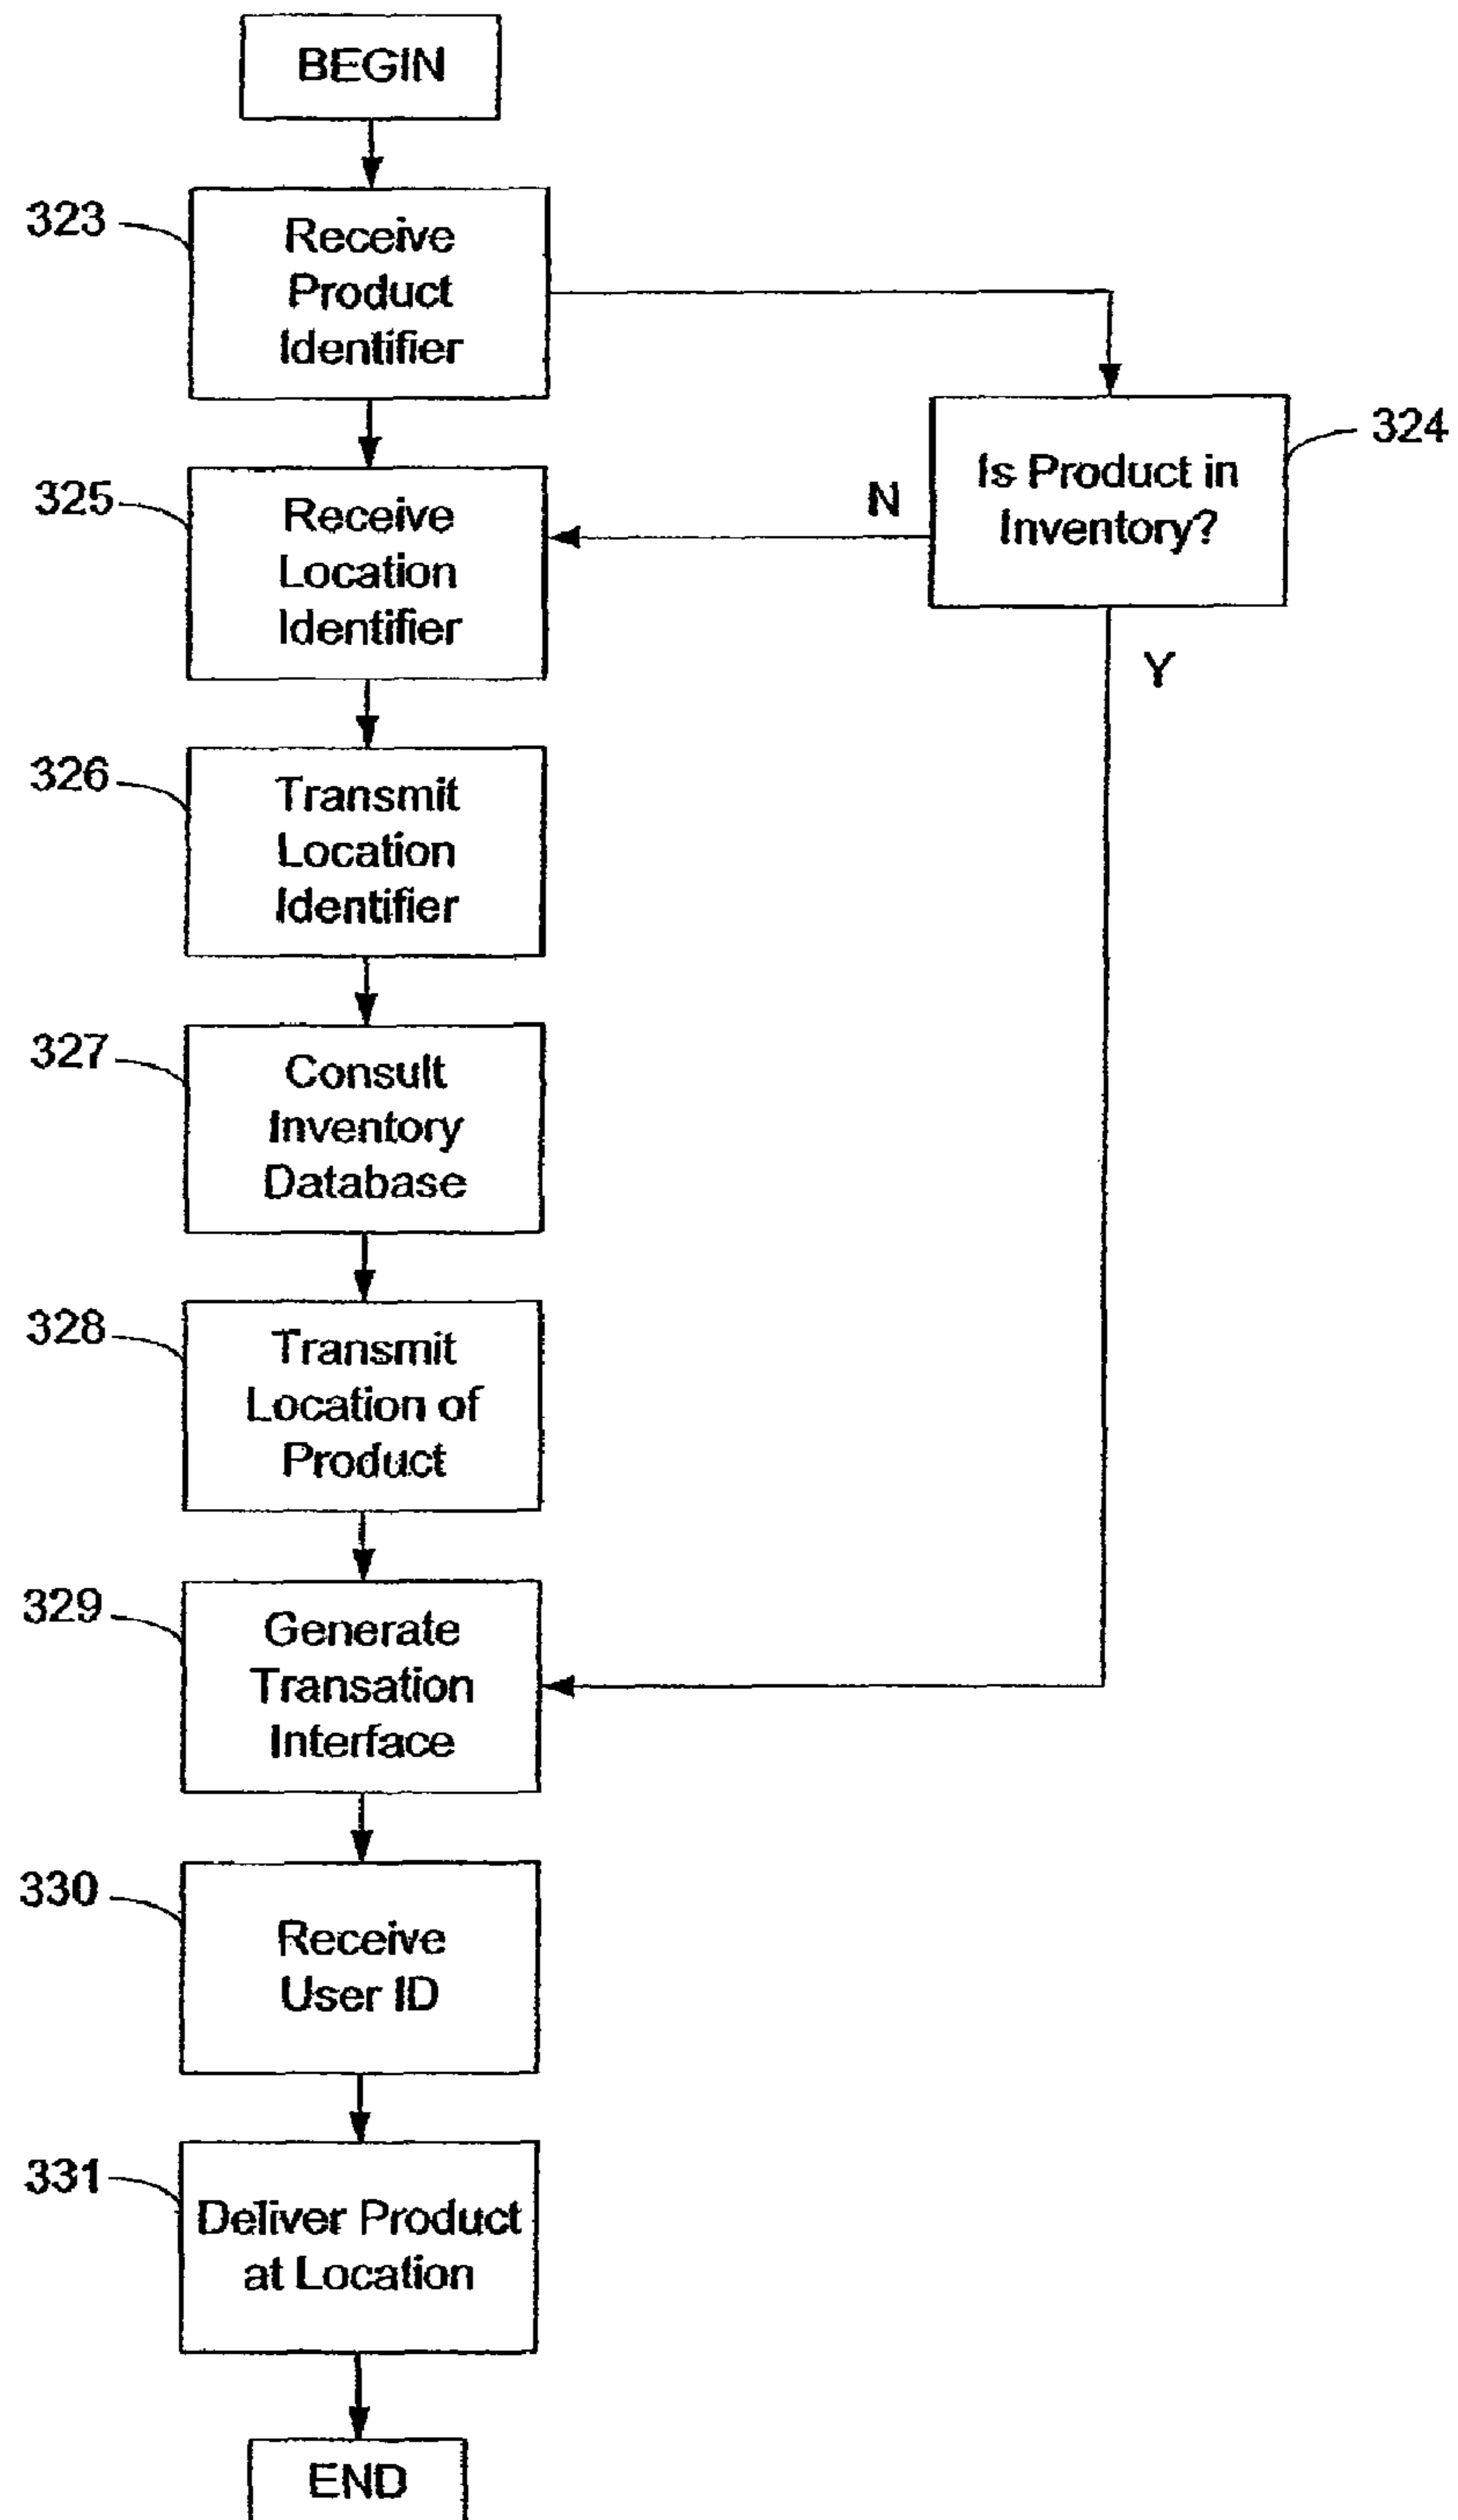 BEGIN
323
Receive
Product
Identifier
324
Is Product in
Inventory?
N
Y
325
Receive
Location
Identifier
326
Transmit
Location
Identifier
327
Consult
Inventory
Database
328
Transmit
Location of
Product
329
Generate
Transation
Interface
330
Receive
User ID
331
Deliver Product
at Location
END